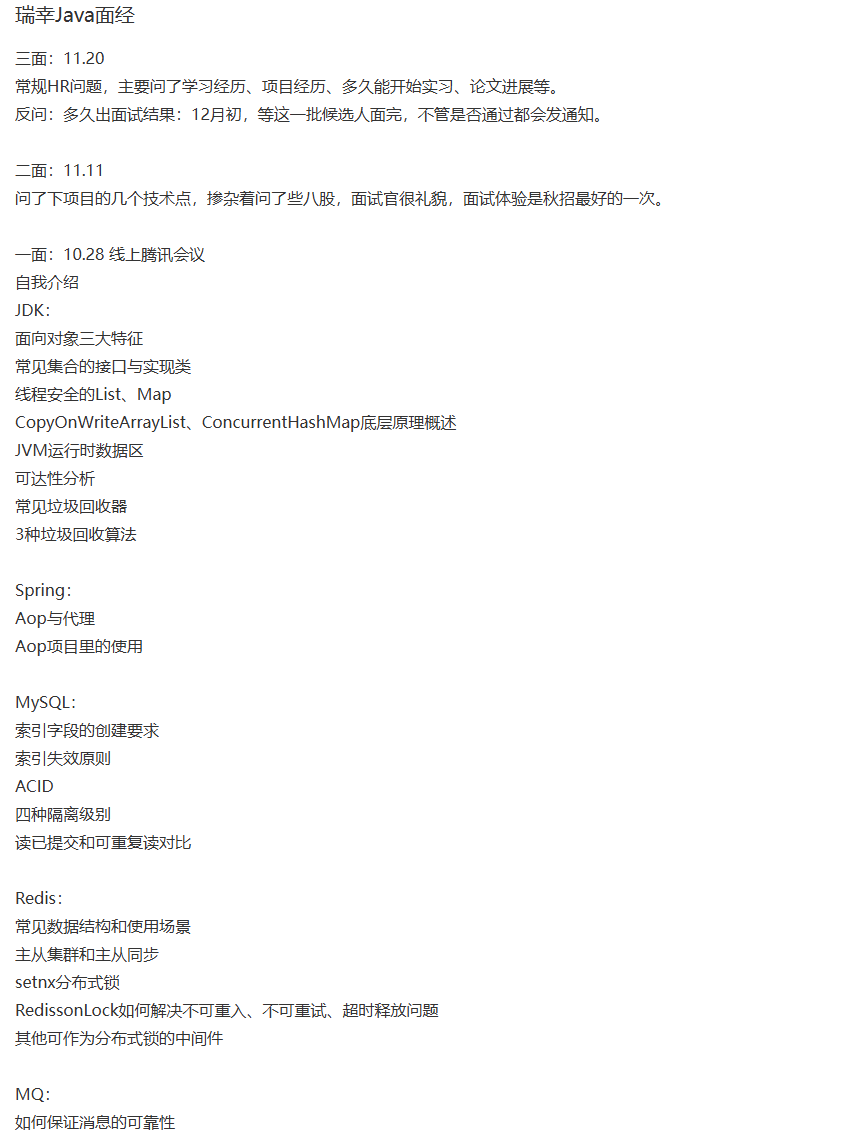 瑞幸Java面经
三面：11.20
常规HR问题，主要问了学习经历、项目经历、多久能开始实习、论文进展等。
反问：多久出面试结果：12月初，等这一批候选人面完，不管是否通过都会发通知。
二面：11.11
问了下项目的几个技术点，掺杂着问了些八股，面试官很礼貌，面试体验是秋招最好的一次。
一面：10.28 线上腾讯会议
自我介绍
JDK：
面向对象三大特征
常见集合的接口与实现类
线程安全的List、Map
CopyOnWriteArrayList、ConcurrentHashMap底层原理概述
JVM运行时数据区
可达性分析
常见垃圾回收器
3种垃圾回收算法
Spring：
Aop与代理
Aop项目里的使用
MySQL：
索引字段的创建要求
索引失效原则
ACID
四种隔离级别
读已提交和可重复读对比
Redis：
常见数据结构和使用场景
主从集群和主从同步
setnx分布式锁
RedissonLock如何解决不可重入、不可重试、超时释放问题
其他可作为分布式锁的中间件
MQ：
如何保证消息的可靠性